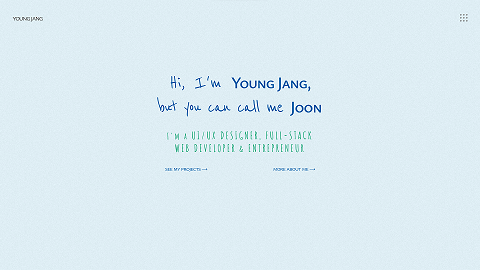 YOUNG JANG
Hi, I'm YOUNG JANG,
but you can call me JOON
I'M A UI/UX DESIGNER, FULL-STACK
WEB DEVELOPER & ENTREPRENEUR
SEE MY PROJECTS → MORE ABOUT ME →